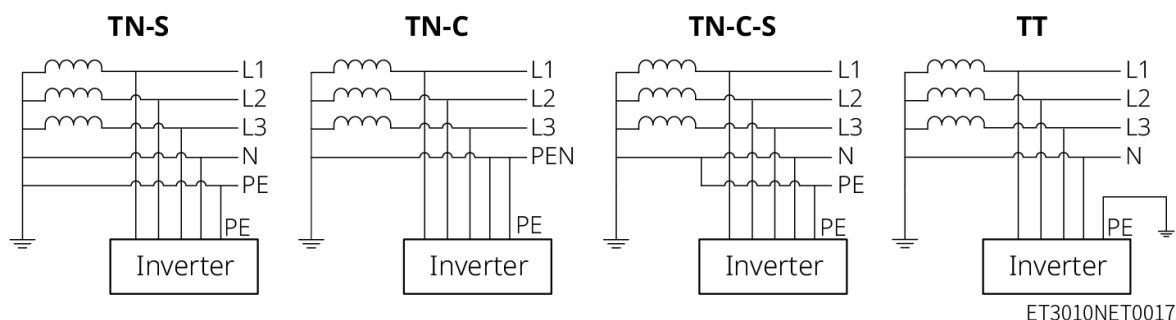 TN-S TN-C TN-C-S TT
L1 L1 L1 L1
L2 L2 L2 L2
L3 L3 L3 L3
N PEN N N
PE PE
PE PE PE PE
Inverter Inverter Inverter Inverter
ET3010NET0017